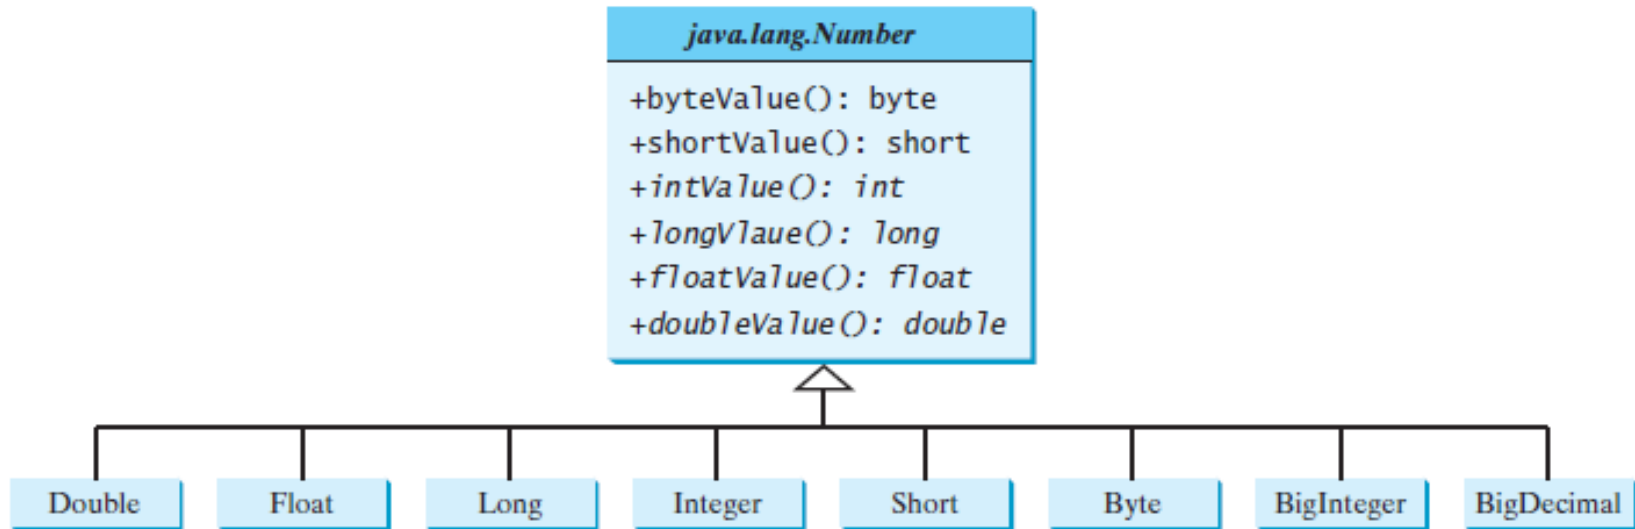 java.lang.Number
+byteValue(): byte
+shortValue(): short
+intValue(): int
+longVlaue(): long
+floatValue(): float
+doubleValue(): double
Double Float Long Integer Short Byte BigInteger BigDecimal